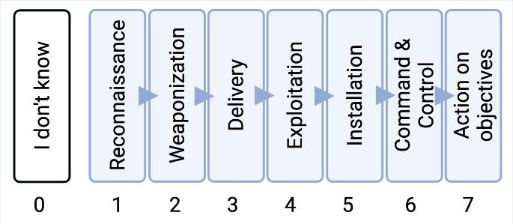 I don't know
Reconnaissance
Weaponization
Delivery
Exploitation
Installation
Command &
Control
Action on
objectives
0 1 2 3 4 5 6 7